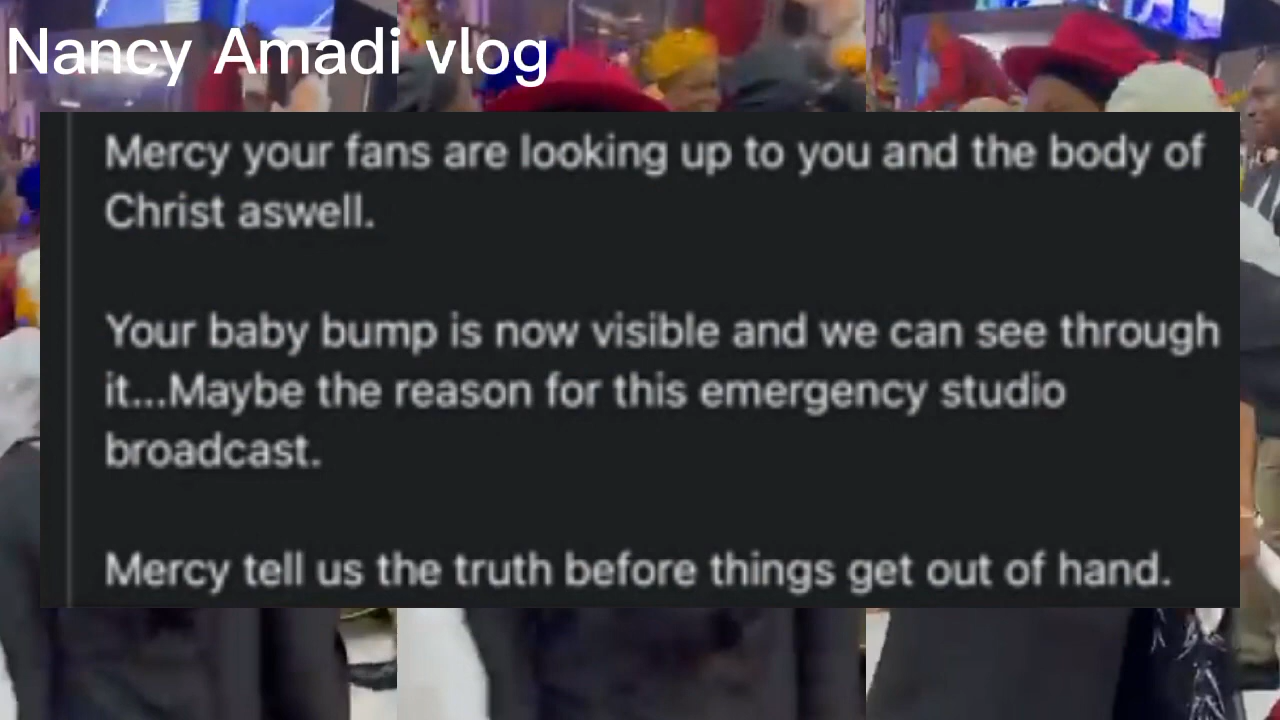 Nancy Amadi vlog
Mercy your fans are looking up to you and the body of
Christ aswell.
Your baby bump is now visible and we can see through
it...Maybe the reason for this emergency studio
broadcast.
Mercy tell us the truth before things get out of hand.